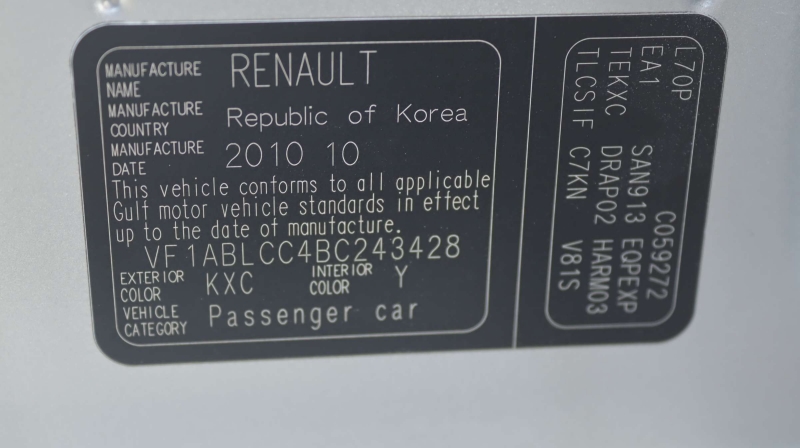 MANUFACTURE NAME RENAULT
MANUFACTURE COUNTRY Republic of Korea
MANUFACTURE DATE 2010 10
This vehicle conforms to all applicable
Gulf motor vehicle standards in effect
up to the date of manufacture.
VF1ABLCC4BC243428
EXTERIOR COLOR KXC INTERIOR COLOR Y
VEHICLE CATEGORY Passenger car
L70P C059272
EA1 SAN913 EQPEXP
TEKXC DRAP02 HARM03
TLCSIF C7KN V81S